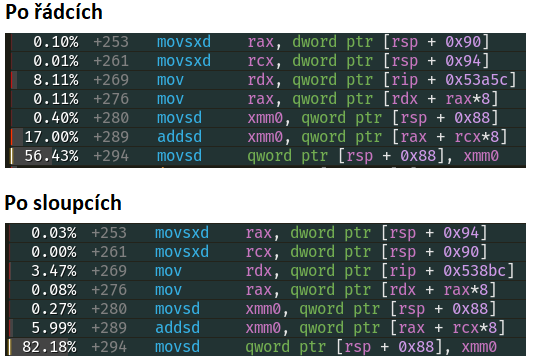 Po řádcích
0.10% +253 movsxd rax, dword ptr [rsp + 0x90]
0.01% +261 movsxd rcx, dword ptr [rsp + 0x94]
8.11% +269 mov rdx, qword ptr [rip + 0x53a5c]
0.11% +276 mov rax, qword ptr [rdx + rax*8]
0.40% +280 movsd xmm0, qword ptr [rsp + 0x88]
17.00% +289 addsd xmm0, qword ptr [rax + rcx*8]
56.43% +294 movsd qword ptr [rsp + 0x88], xmm0
Po sloupcích
0.03% +253 movsxd rax, dword ptr [rsp + 0x94]
0.00% +261 movsxd rcx, dword ptr [rsp + 0x90]
3.47% +269 mov rdx, qword ptr [rip + 0x538bc]
0.08% +276 mov rax, qword ptr [rdx + rax*8]
0.27% +280 movsd xmm0, qword ptr [rsp + 0x88]
5.99% +289 addsd xmm0, qword ptr [rax + rcx*8]
82.18% +294 movsd qword ptr [rsp + 0x88], xmm0